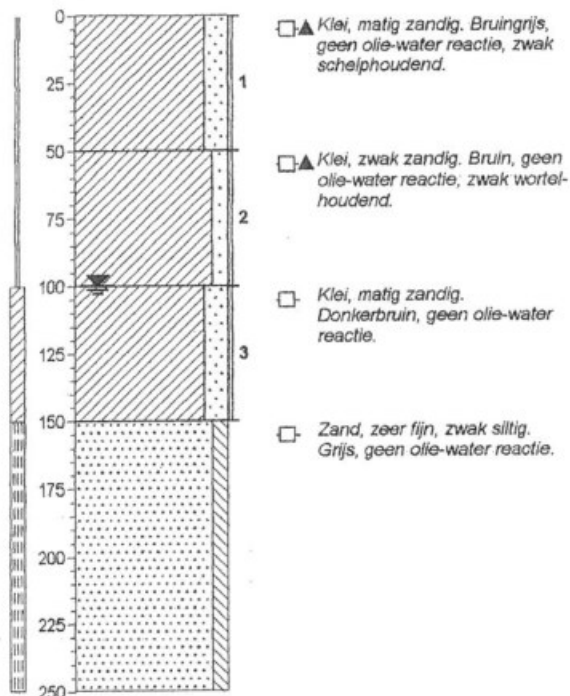 0
Klei, matig zandig. Bruingrijs,
geen olie-water reactie, zwak
schelphoudend.
25
1
50
Klei, zwak zandig. Bruin, geen
olie-water reactie, zwak wortel-
houdend.
75
2
100
Klei, matig zandig.
Donkerbruin, geen olie-water
reactie.
125
3
150
Zand, zeer fijn, zwak siltig.
Grijs, geen olie-water reactie.
175
200
225
250